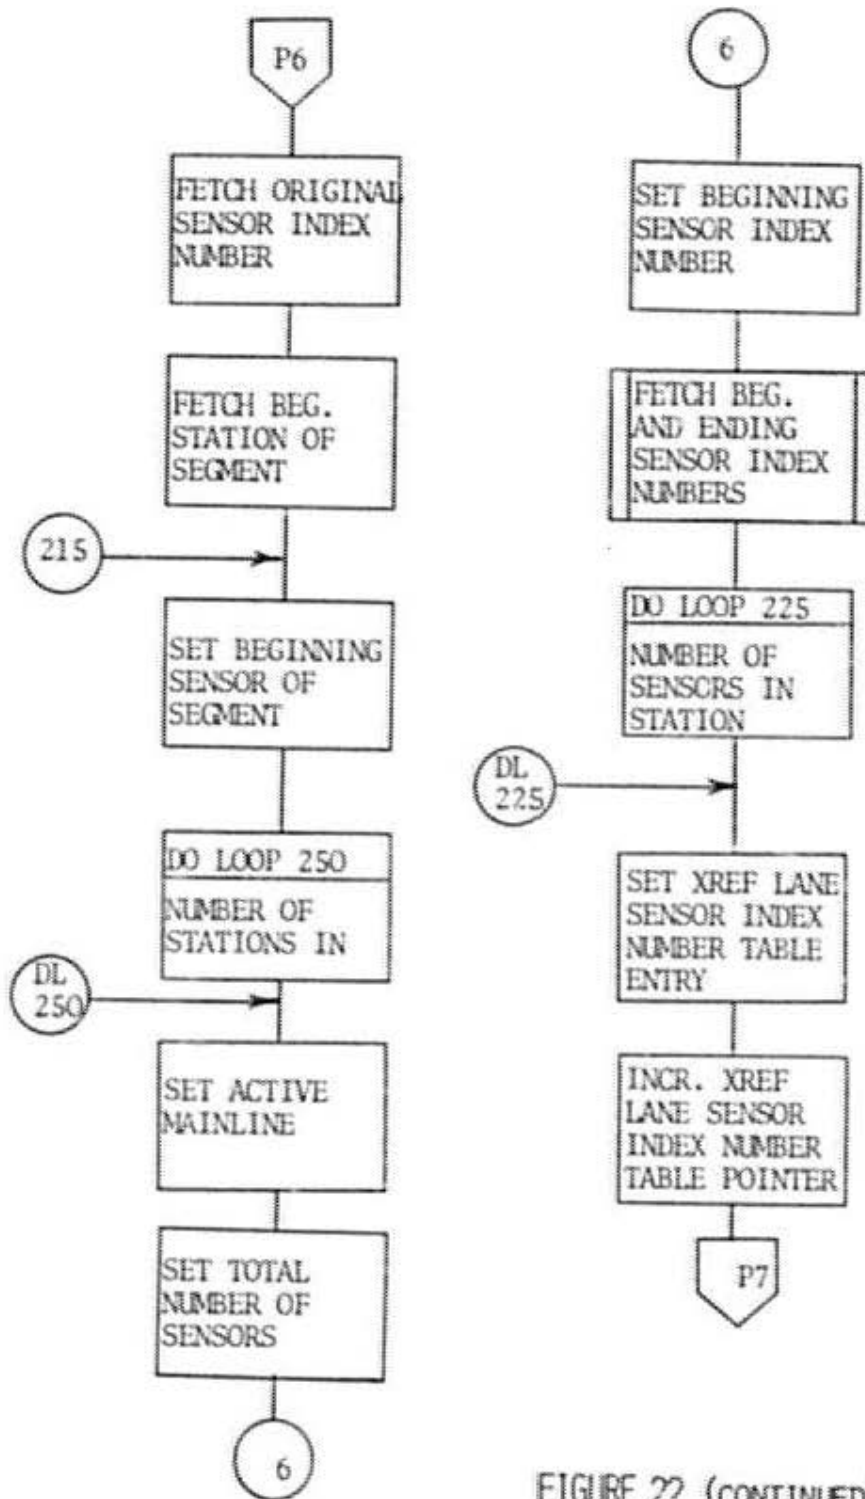 P6
FETCH ORIGINAL
SENSOR INDEX
NUMBER
FETCH BEG.
STATION OF
SEGMENT
215
SET BEGINNING
SENSOR OF
SEGMENT
DO LOOP 250
NUMBER OF
STATIONS IN
DL
250
SET ACTIVE
MAINLINE
SET TOTAL
NUMBER OF
SENSORS
6
6
SET BEGINNING
SENSOR INDEX
NUMBER
FETCH BEG.
AND ENDING
SENSOR INDEX
NUMBERS
DO LOOP 225
NUMBER OF
SENSORS IN
STATION
DL
225
SET XREF LANE
SENSOR INDEX
NUMBER TABLE
ENTRY
INCR. XREF
LANE SENSOR
INDEX NUMBER
TABLE POINTER
P7
FIGURE 22 (CONTINUED